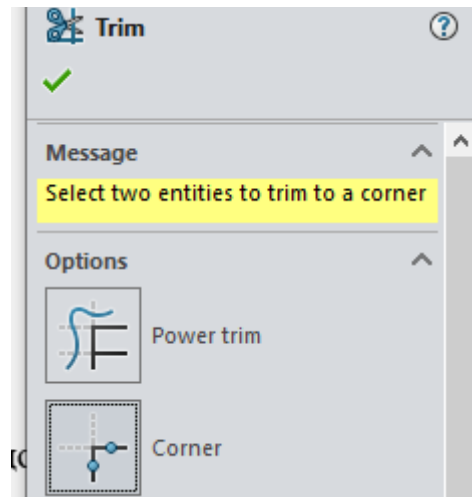 Trim
Message
Select two entities to trim to a corner
Options
Power trim
Corner